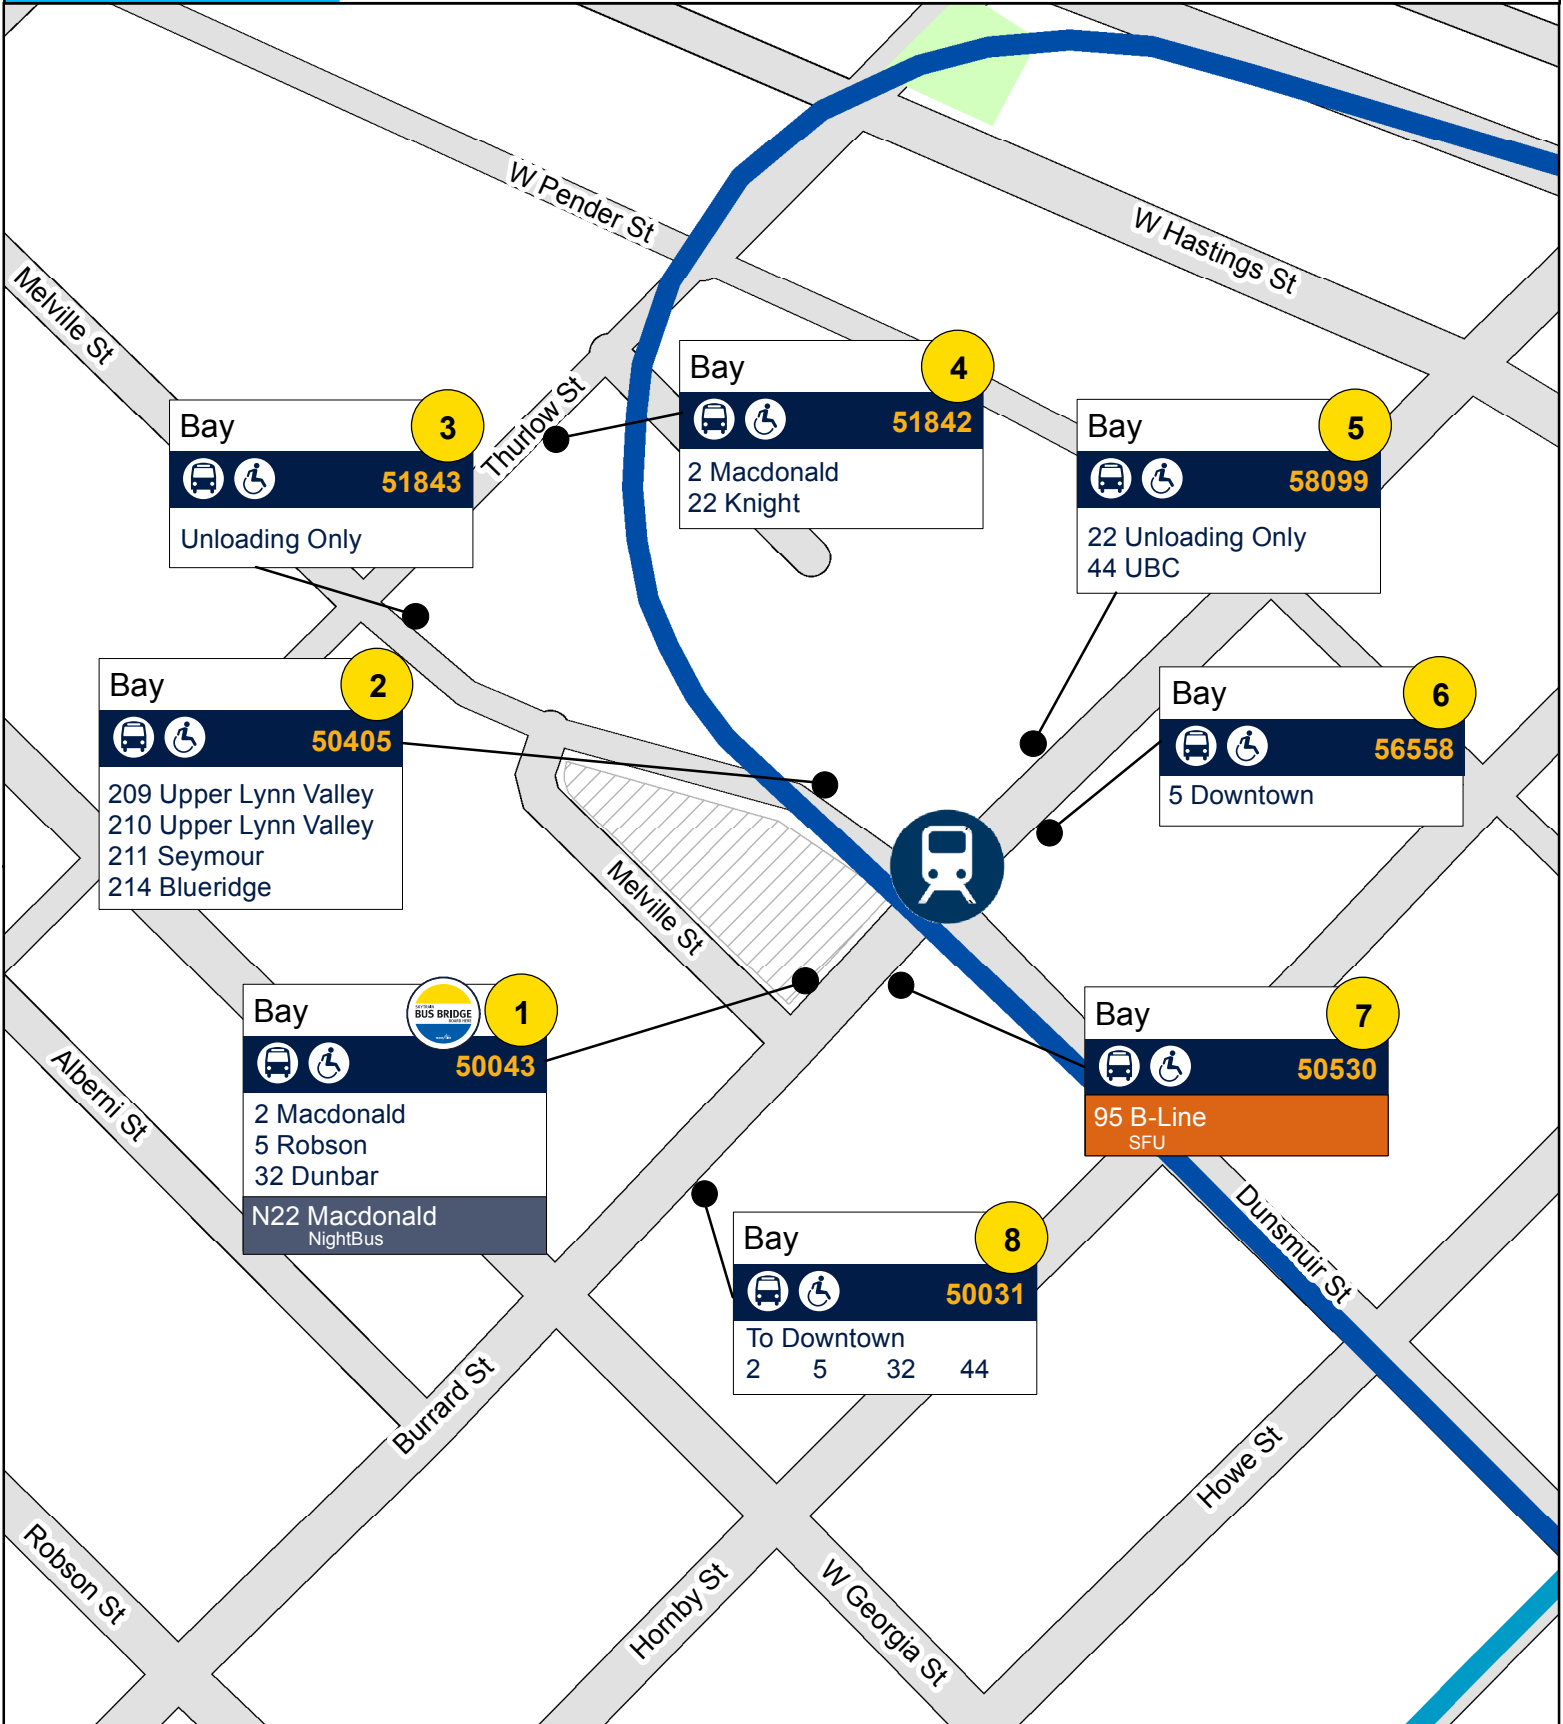 W Pender St
W Hastings St
Melville St
Thurlow St
Bay
4
51842
2 Macdonald
22 Knight
Bay
3
51843
Unloading Only
Bay
5
58099
22 Unloading Only
44 UBC
Bay
2
50405
209 Upper Lynn Valley
210 Upper Lynn Valley
211 Seymour
214 Blueridge
Bay
6
56558
5 Downtown
Melville St
Bay
BUS BRIDGE
1
50043
2 Macdonald
5 Robson
32 Dunbar
N22 Macdonald
NightBus
Bay
7
50530
95 B-Line
SFU
Alberni St
Dunsmuir St
Bay
8
50031
To Downtown
2 5 32 44
Burrard St
Howe St
Robson St
Hornby St
W Georgia St